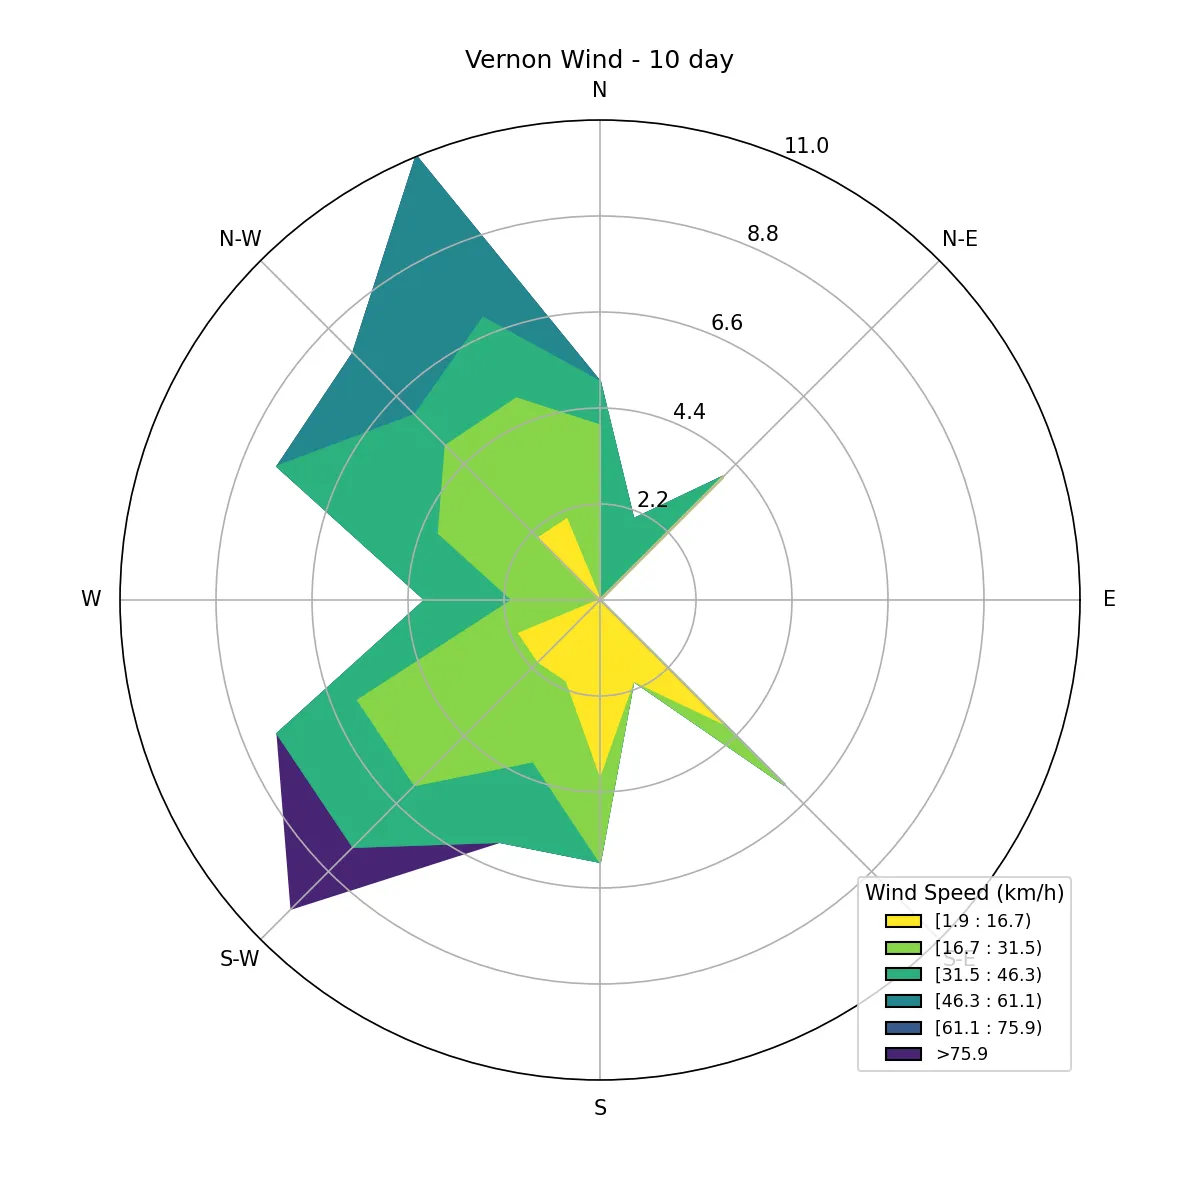 Vernon Wind - 10 day
N
11.0
N-W
8.8
N-E
6.6
4.4
2.2
W
E
S-W
S-E
Wind Speed (km/h)
[1.9 : 16.7)
[16.7 : 31.5)
[31.5 : 46.3)
[46.3 : 61.1)
[61.1 : 75.9)
>75.9
S